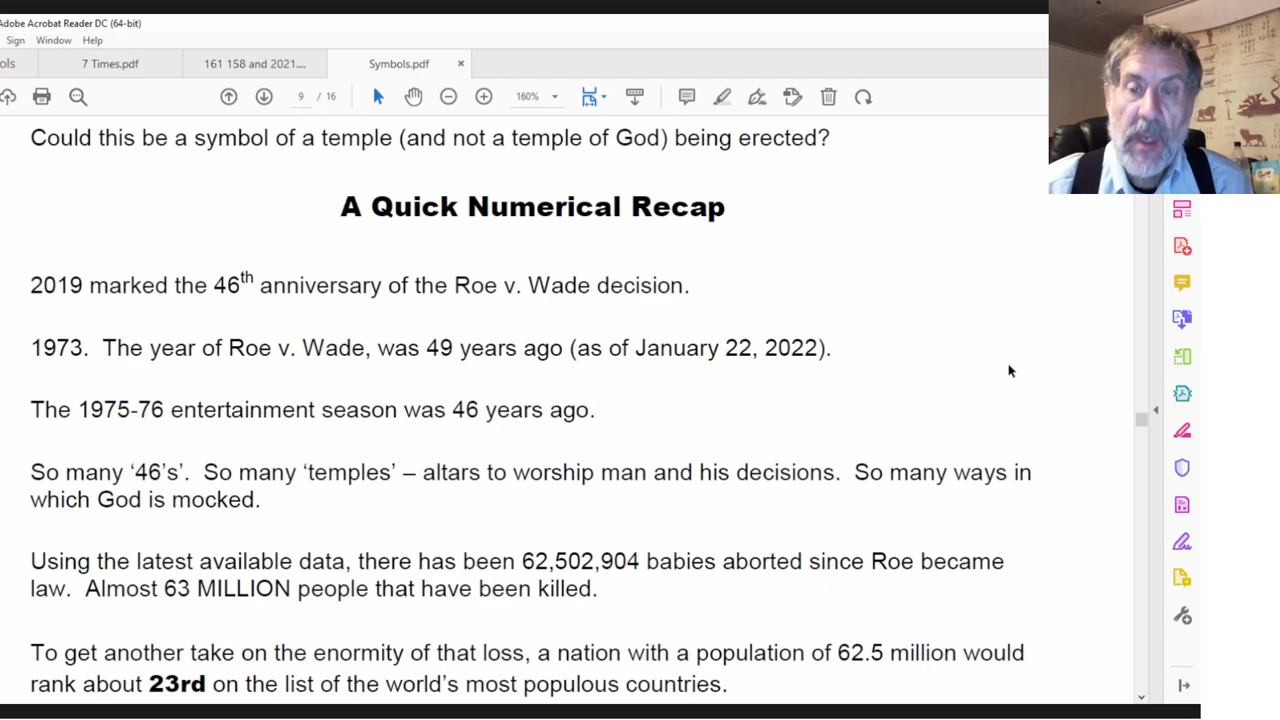 Adobe Acrobat Reader DC (64-bit)
Sign Window Help
ols 7 Times.pdf 161 158 and 2021.... Symbols.pdf ×
9 / 16 160%
Could this be a symbol of a temple (and not a temple of God) being erected?
A Quick Numerical Recap
2019 marked the 46th anniversary of the Roe v. Wade decision.
1973.  The year of Roe v. Wade, was 49 years ago (as of January 22, 2022).
The 1975-76 entertainment season was 46 years ago.
So many ‘46’s’.  So many ‘temples’ – altars to worship man and his decisions.  So many ways in
which God is mocked.
Using the latest available data, there has been 62,502,904 babies aborted since Roe became
law.  Almost 63 MILLION people that have been killed.
To get another take on the enormity of that loss, a nation with a population of 62.5 million would
rank about 23rd on the list of the world’s most populous countries.